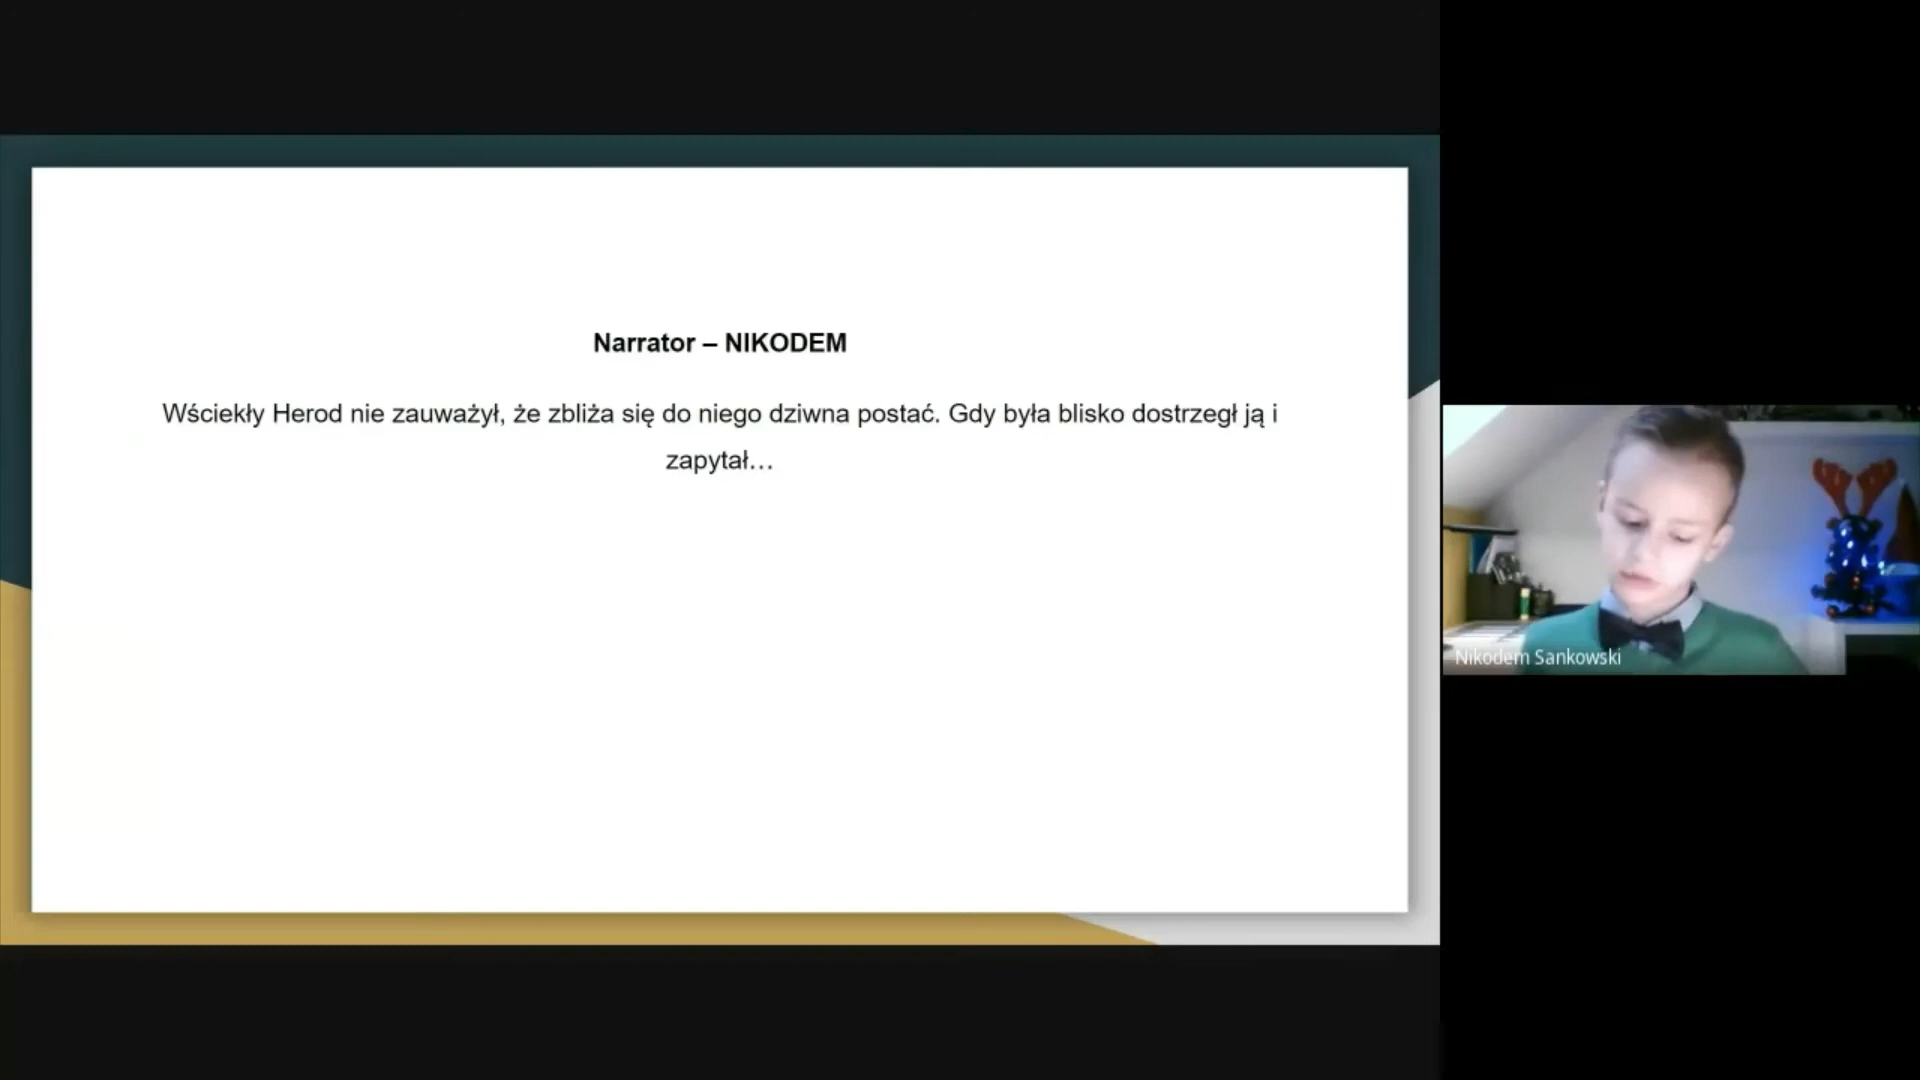 Narrator – NIKODEM
Wściekły Herod nie zauważył, że zbliża się do niego dziwna postać. Gdy była blisko dostrzegł ją i
zapytał…
Nikodem Sankowski